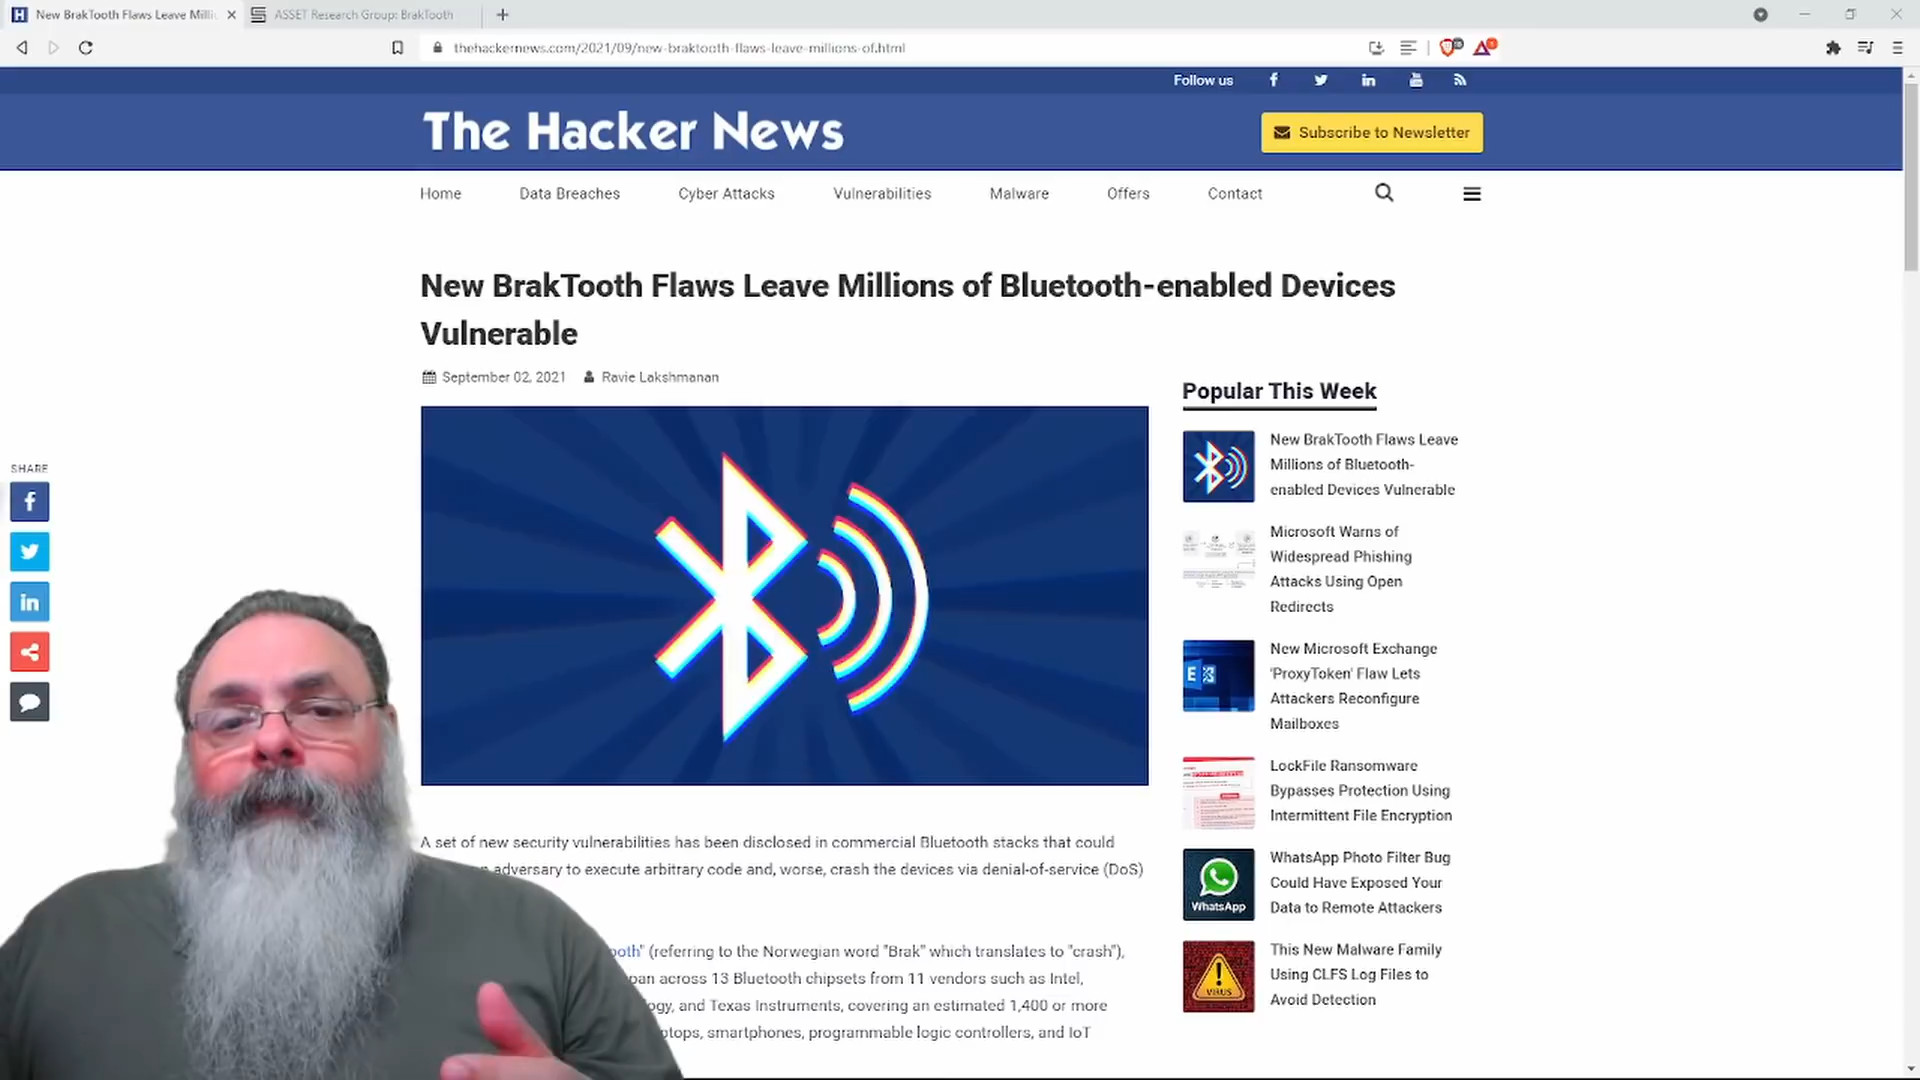 New BrakTooth Flaws Leave Milli
ASSET Research Group: BrakTooth
thehackernews.com/2021/09/new-braktooth-flaws-leave-millions-of.html
Follow us
The Hacker News
Subscribe to Newsletter
Home Data Breaches Cyber Attacks Vulnerabilities Malware Offers Contact
New BrakTooth Flaws Leave Millions of Bluetooth-enabled Devices
Vulnerable
September 02, 2021 Ravie Lakshmanan
SHARE
A set of new security vulnerabilities has been disclosed in commercial Bluetooth stacks that could
adversary to execute arbitrary code and, worse, crash the devices via denial-of-service (DoS)
ooth" (referring to the Norwegian word "Brak" which translates to "crash"),
pan across 13 Bluetooth chipsets from 11 vendors such as Intel,
ogy, and Texas Instruments, covering an estimated 1,400 or more
ptops, smartphones, programmable logic controllers, and IoT
Popular This Week
New BrakTooth Flaws Leave
Millions of Bluetooth-
enabled Devices Vulnerable
Microsoft Warns of
Widespread Phishing
Attacks Using Open
Redirects
New Microsoft Exchange
'ProxyToken' Flaw Lets
Attackers Reconfigure
Mailboxes
LockFile Ransomware
Bypasses Protection Using
Intermittent File Encryption
WhatsApp
WhatsApp Photo Filter Bug
Could Have Exposed Your
Data to Remote Attackers
VIRUS
This New Malware Family
Using CLFS Log Files to
Avoid Detection